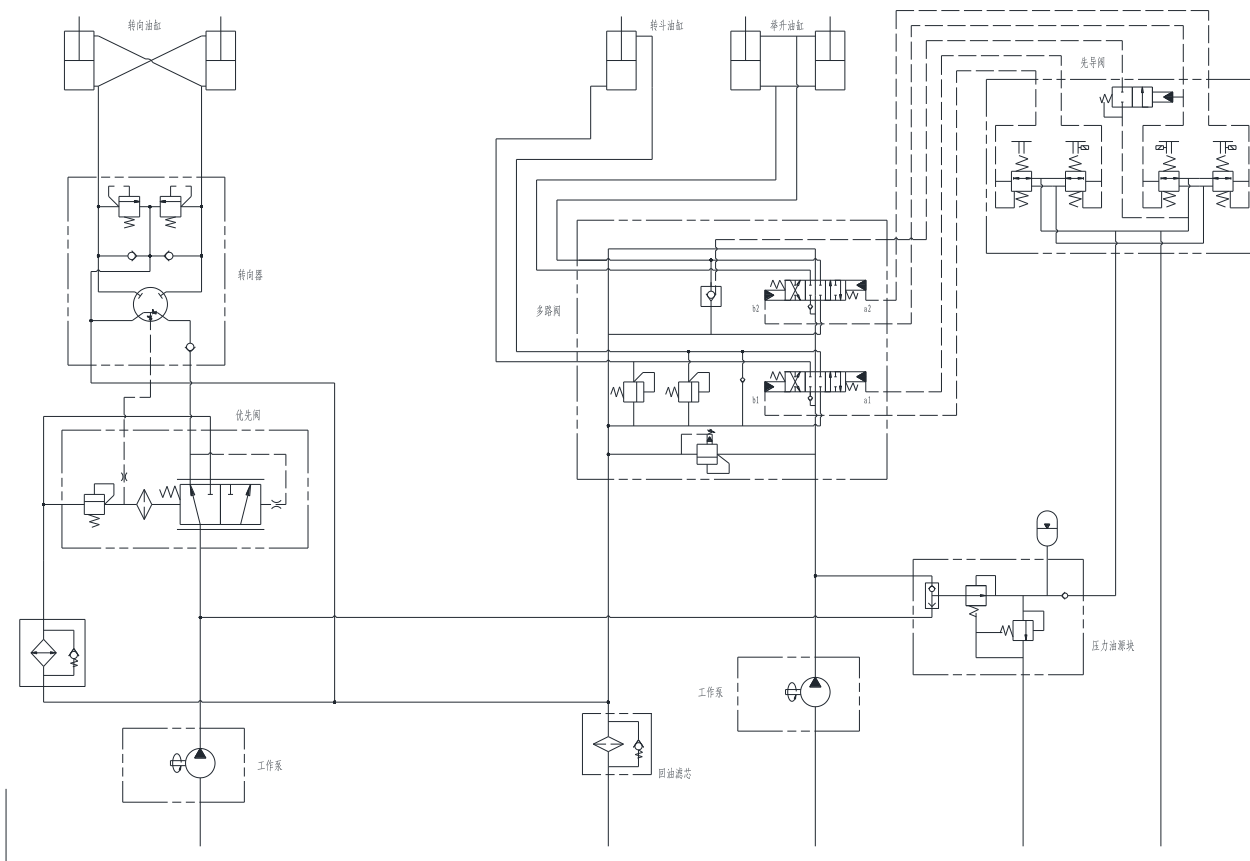 转向油缸
转斗油缸
举升油缸
先导阀
转向器
多路阀
b2
a2
b1
a1
优先阀
压力油源块
工作泵
工作泵
回油滤芯